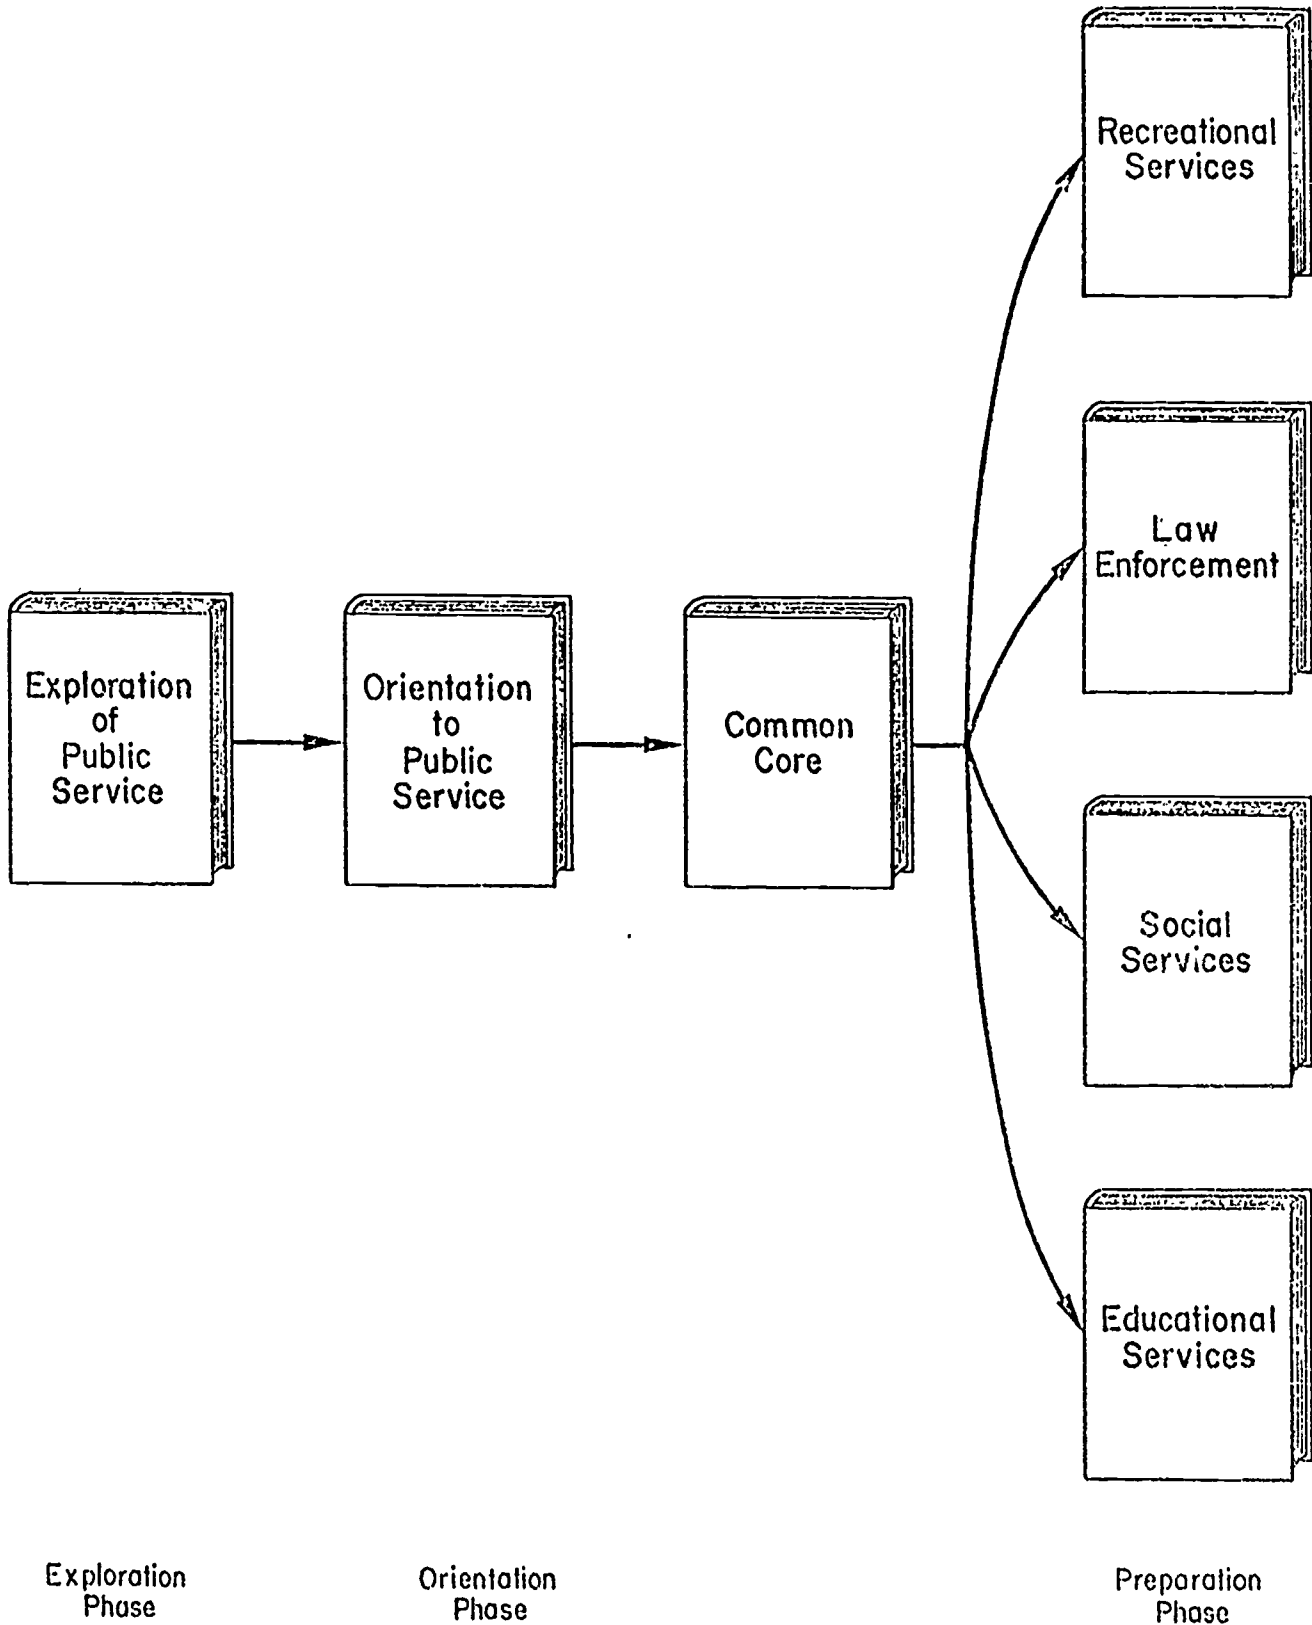 Recreational
Services
Law
Enforcement
Exploration
of
Public
Service
Orientation
to
Public
Service
Common
Core
Social
Services
Educational
Services
Exploration
Phase
Orientation
Phase
Preparation
Phase